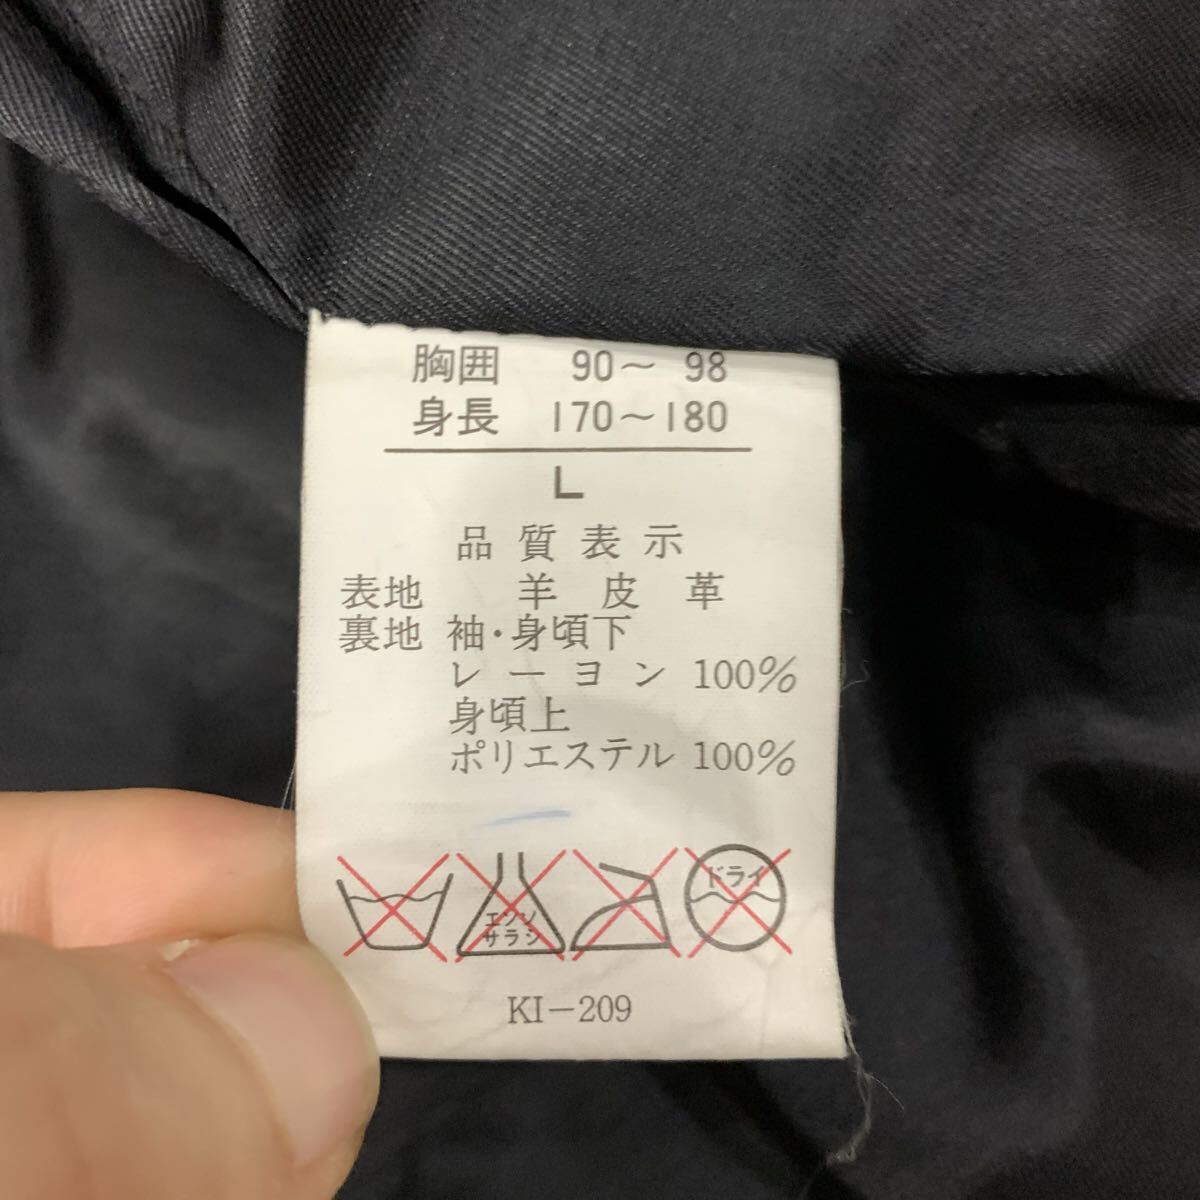 胸囲 90〜98
身長 170〜180
L
品質表示
表地 羊皮革
裏地 袖・身頃下
レーヨン 100%
身頃上
ポリエステル 100%
エンソ
サラシ
ドライ
KI-209